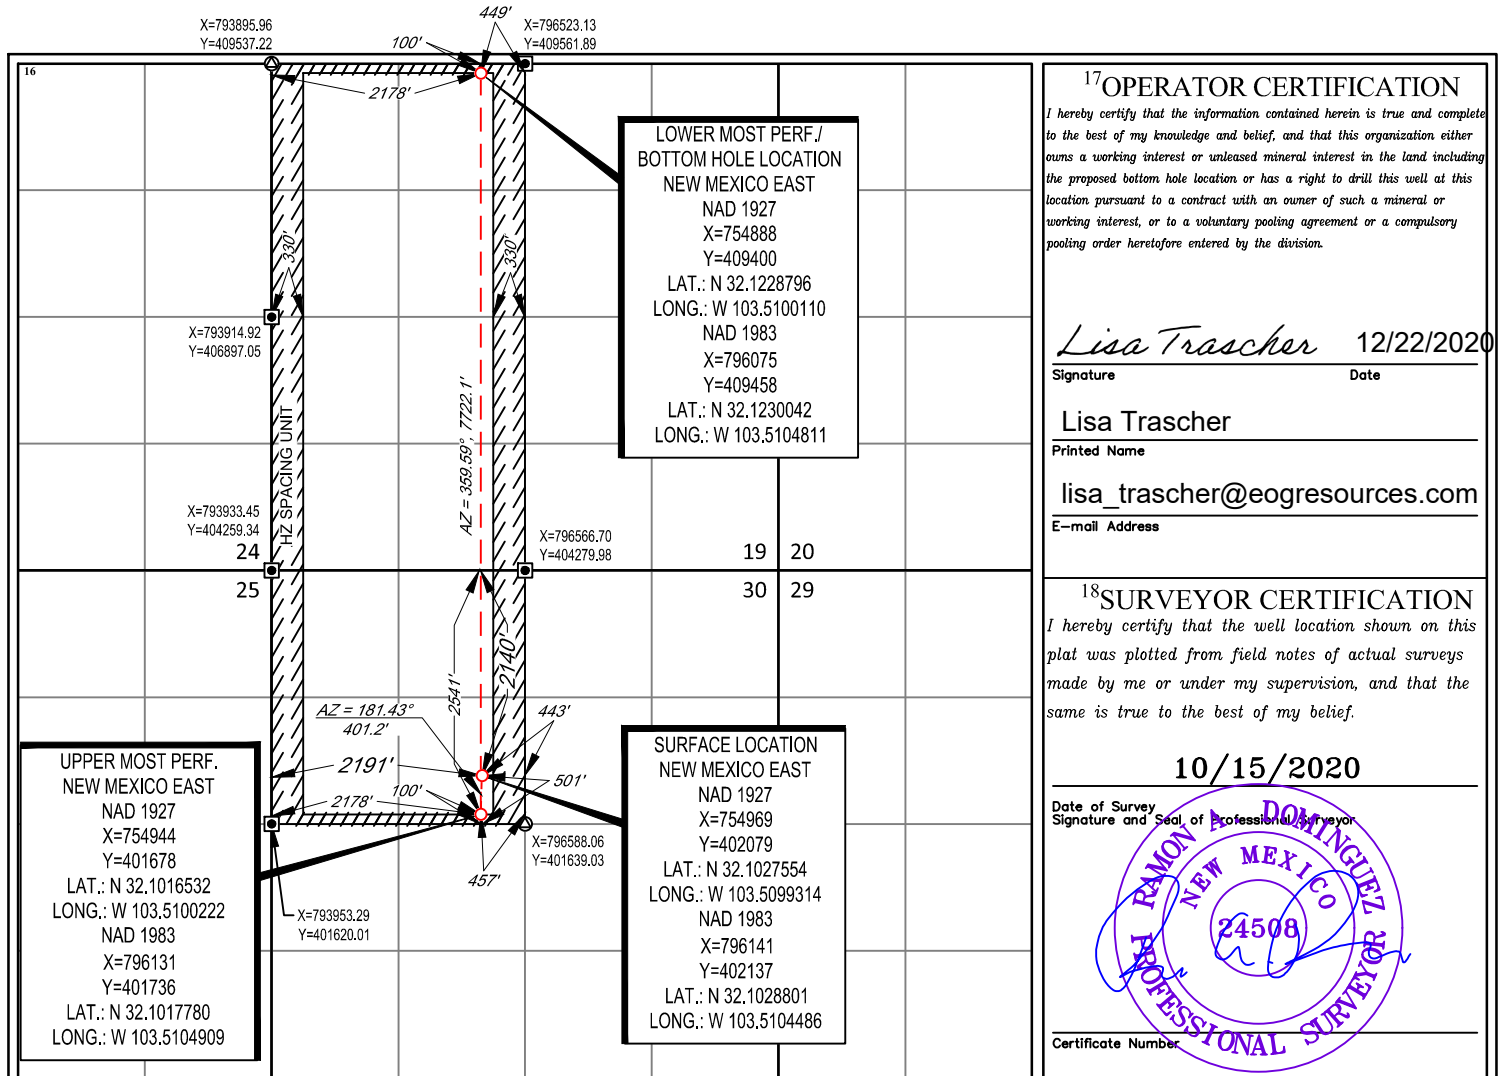 X=793895.96
Y=409537.22
100'
449'
X=796523.13
Y=409561.89
16
2178'
330'
330'
LOWER MOST PERF./
BOTTOM HOLE LOCATION
NEW MEXICO EAST
NAD 1927
X=754888
Y=409400
LAT.: N 32.1228796
LONG.: W 103.5100110
NAD 1983
X=796075
Y=409458
LAT.: N 32.1230042
LONG.: W 103.5104811
X=793914.92
Y=406897.05
HZ SPACING UNIT
AZ = 359.59°, 7722.1'
X=793933.45
Y=404259.34
X=796566.70
Y=404279.98
24
19 20
25
30 29
2541'
2140'
AZ = 181.43°
401.2'
443'
2191'
501'
2178'
100'
457'
UPPER MOST PERF.
NEW MEXICO EAST
NAD 1927
X=754944
Y=401678
LAT.: N 32.1016532
LONG.: W 103.5100222
NAD 1983
X=796131
Y=401736
LAT.: N 32.1017780
LONG.: W 103.5104909
X=793953.29
Y=401620.01
X=796588.06
Y=401639.03
SURFACE LOCATION
NEW MEXICO EAST
NAD 1927
X=754969
Y=402079
LAT.: N 32.1027554
LONG.: W 103.5099314
NAD 1983
X=796141
Y=402137
LAT.: N 32.1028801
LONG.: W 103.5104486
17 OPERATOR CERTIFICATION
I hereby certify that the information contained herein is true and complete
to the best of my knowledge and belief, and that this organization either
owns a working interest or unleased mineral interest in the land including
the proposed bottom hole location or has a right to drill this well at this
location pursuant to a contract with an owner of such a mineral or
working interest, or to a voluntary pooling agreement or a compulsory
pooling order heretofore entered by the division.
Lisa Trascher 12/22/2020
Signature Date
Lisa Trascher
Printed Name
lisa_trascher@eogresources.com
E-mail Address
18 SURVEYOR CERTIFICATION
I hereby certify that the well location shown on this
plat was plotted from field notes of actual surveys
made by me or under my supervision, and that the
same is true to the best of my belief.
10/15/2020
Date of Survey
Signature and Seal of Professional Surveyor
RAMON A. DOMINGUEZ
NEW MEXICO
24508
PROFESSIONAL SURVEYOR
Certificate Number